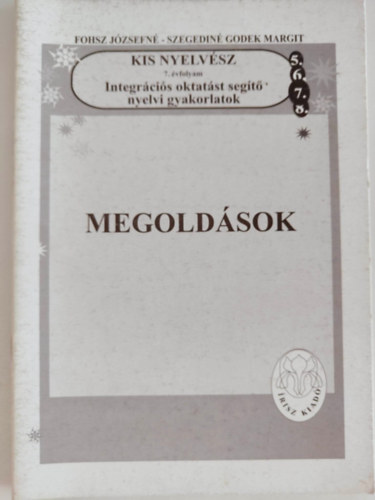 FOHSZ JÓZSEFNÉ - SZEGEDINÉ GODEK MARGIT
KIS NYELVÉSZ
7. évfolyam
Integrációs oktatást segítő
nyelvi gyakorlatok
5.
6.
7.
8.
MEGOLDÁSOK
ÍRISZ KIADÓ